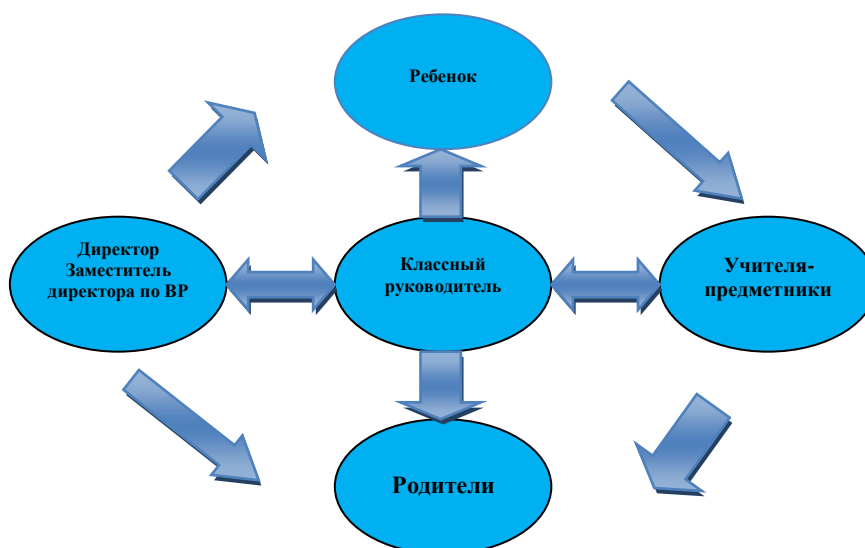 Ребенок
Директор
Заместитель
директора по ВР
Классный
руководитель
Учителя-
предметники
Родители